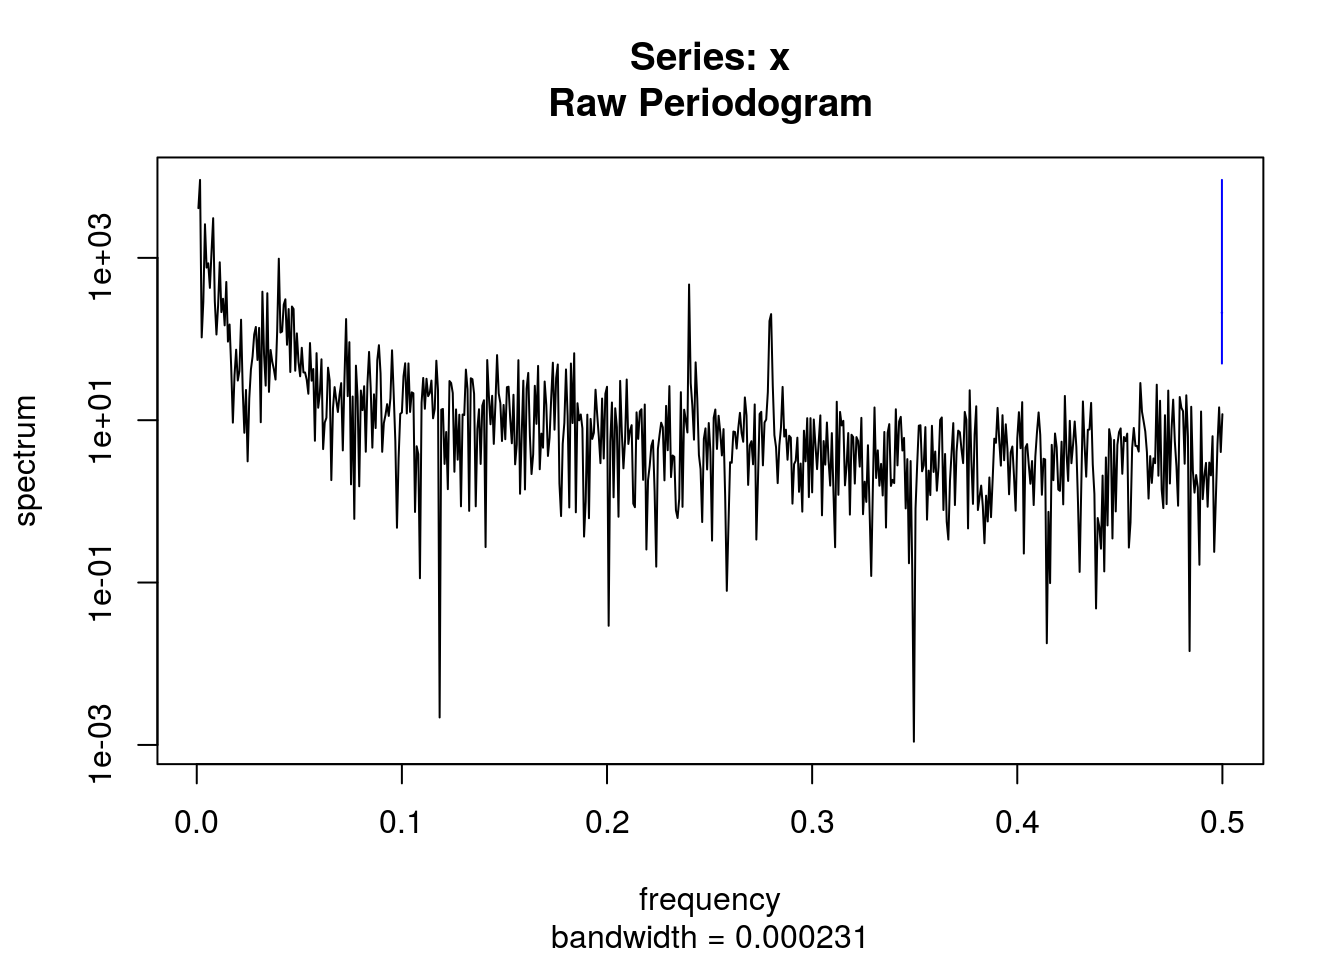 Series: x
Raw Periodogram
spectrum
1e+03
1e+01
1e-01
1e-03
0.0 0.1 0.2 0.3 0.4 0.5
frequency
bandwidth = 0.000231